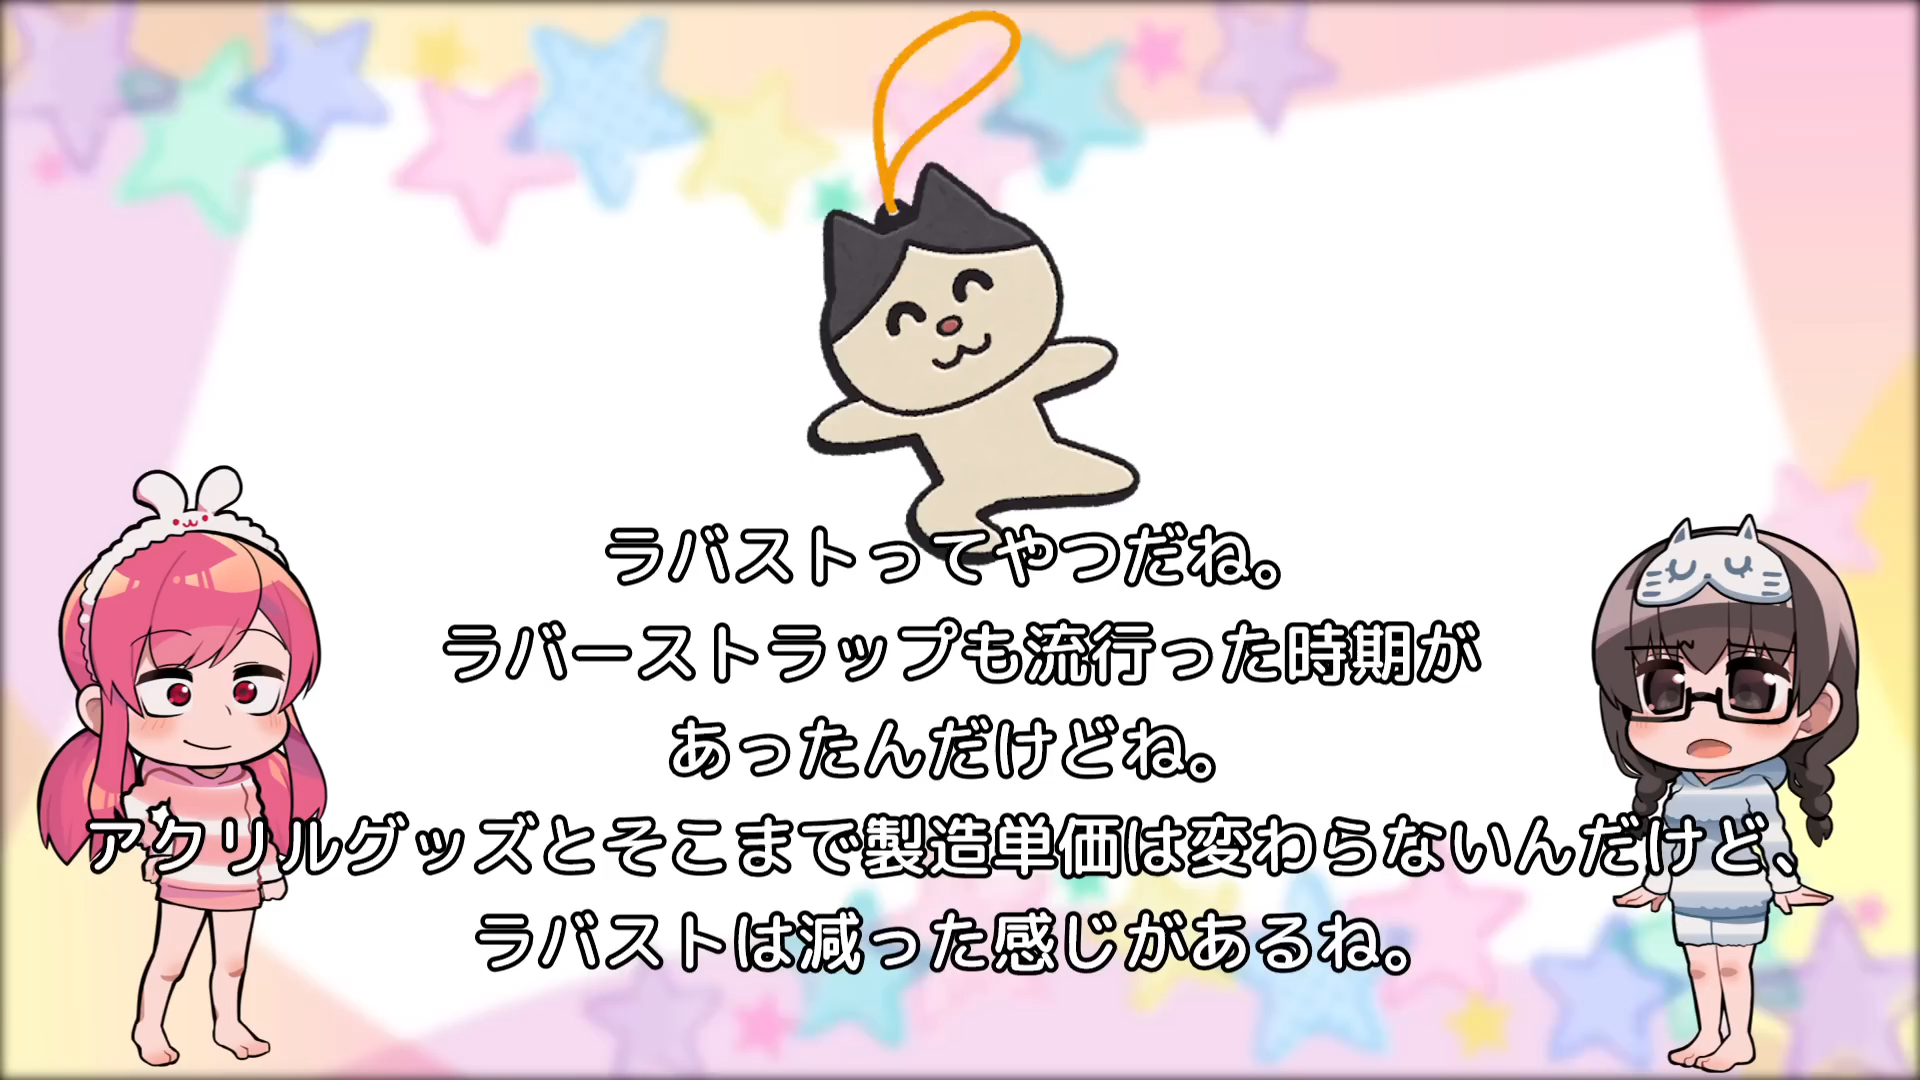 ラバストってやつだね。
ラバーストラップも流行った時期が
あったんだけどね。
アクリルグッズとそこまで製造単価は変わらないんだけど、
ラバストは減った感じがあるね。